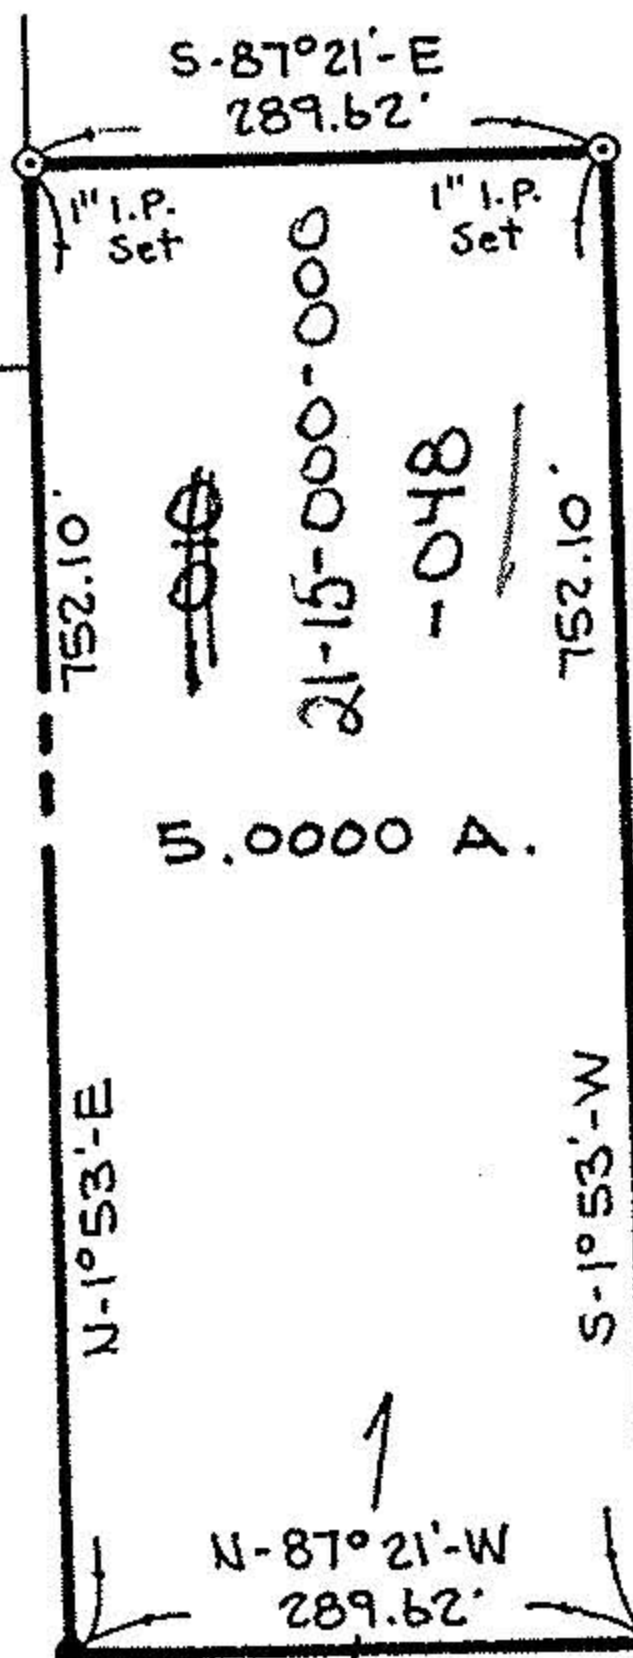 S-87°21'-E
289.62'
1" I.P.
Set
1" I.P.
Set
752.10'
21-15-000-000
-048
752.10'
5.0000 A.
N-1°53'-E
S-1°53'-W
N-87°21'-W
289.62'